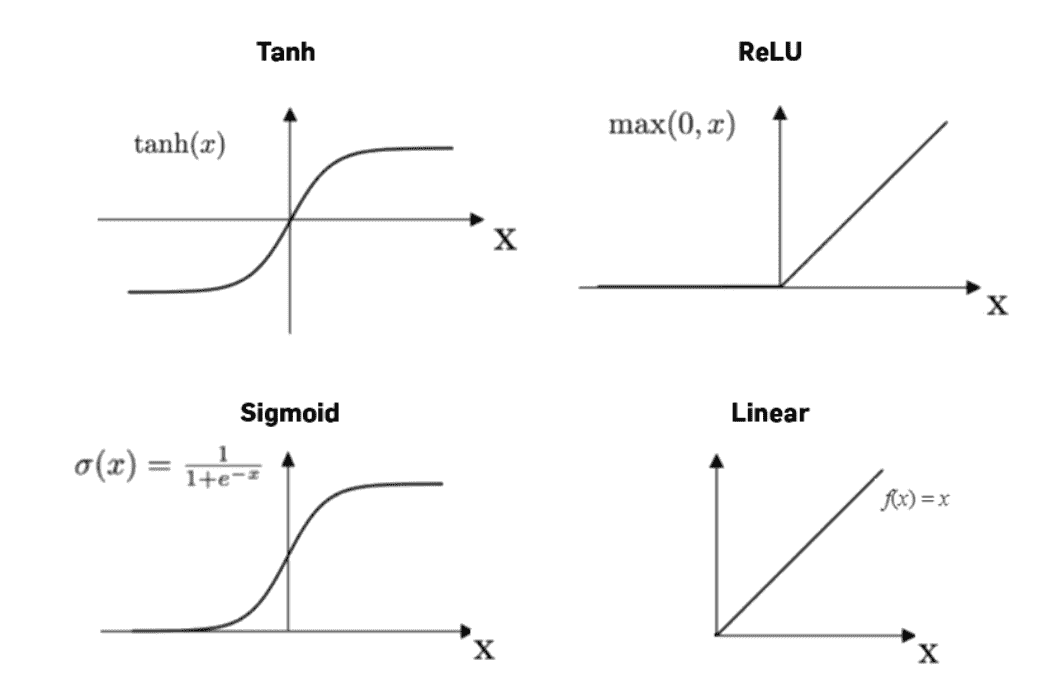 Tanh
tanh(x)
X
ReLU
max(0, x)
X
Sigmoid
σ(x) = 1/(1+e^{-x})
X
Linear
f(x) = x
X